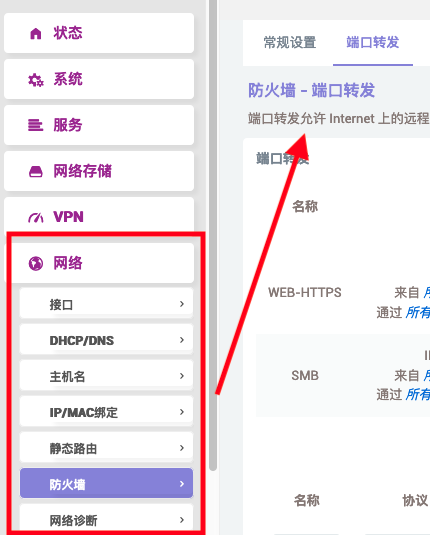 状态
系统
服务
网络存储
VPN
网络
接口
DHCP/DNS
主机名
IP/MAC绑定
静态路由
防火墙
网络诊断
常规设置 端口转发
防火墙 - 端口转发
端口转发允许 Internet 上的远程
端口转发
名称
WEB-HTTPS
来自 所
通过 所有
SMB
来自 所
通过 所有
名称 协议